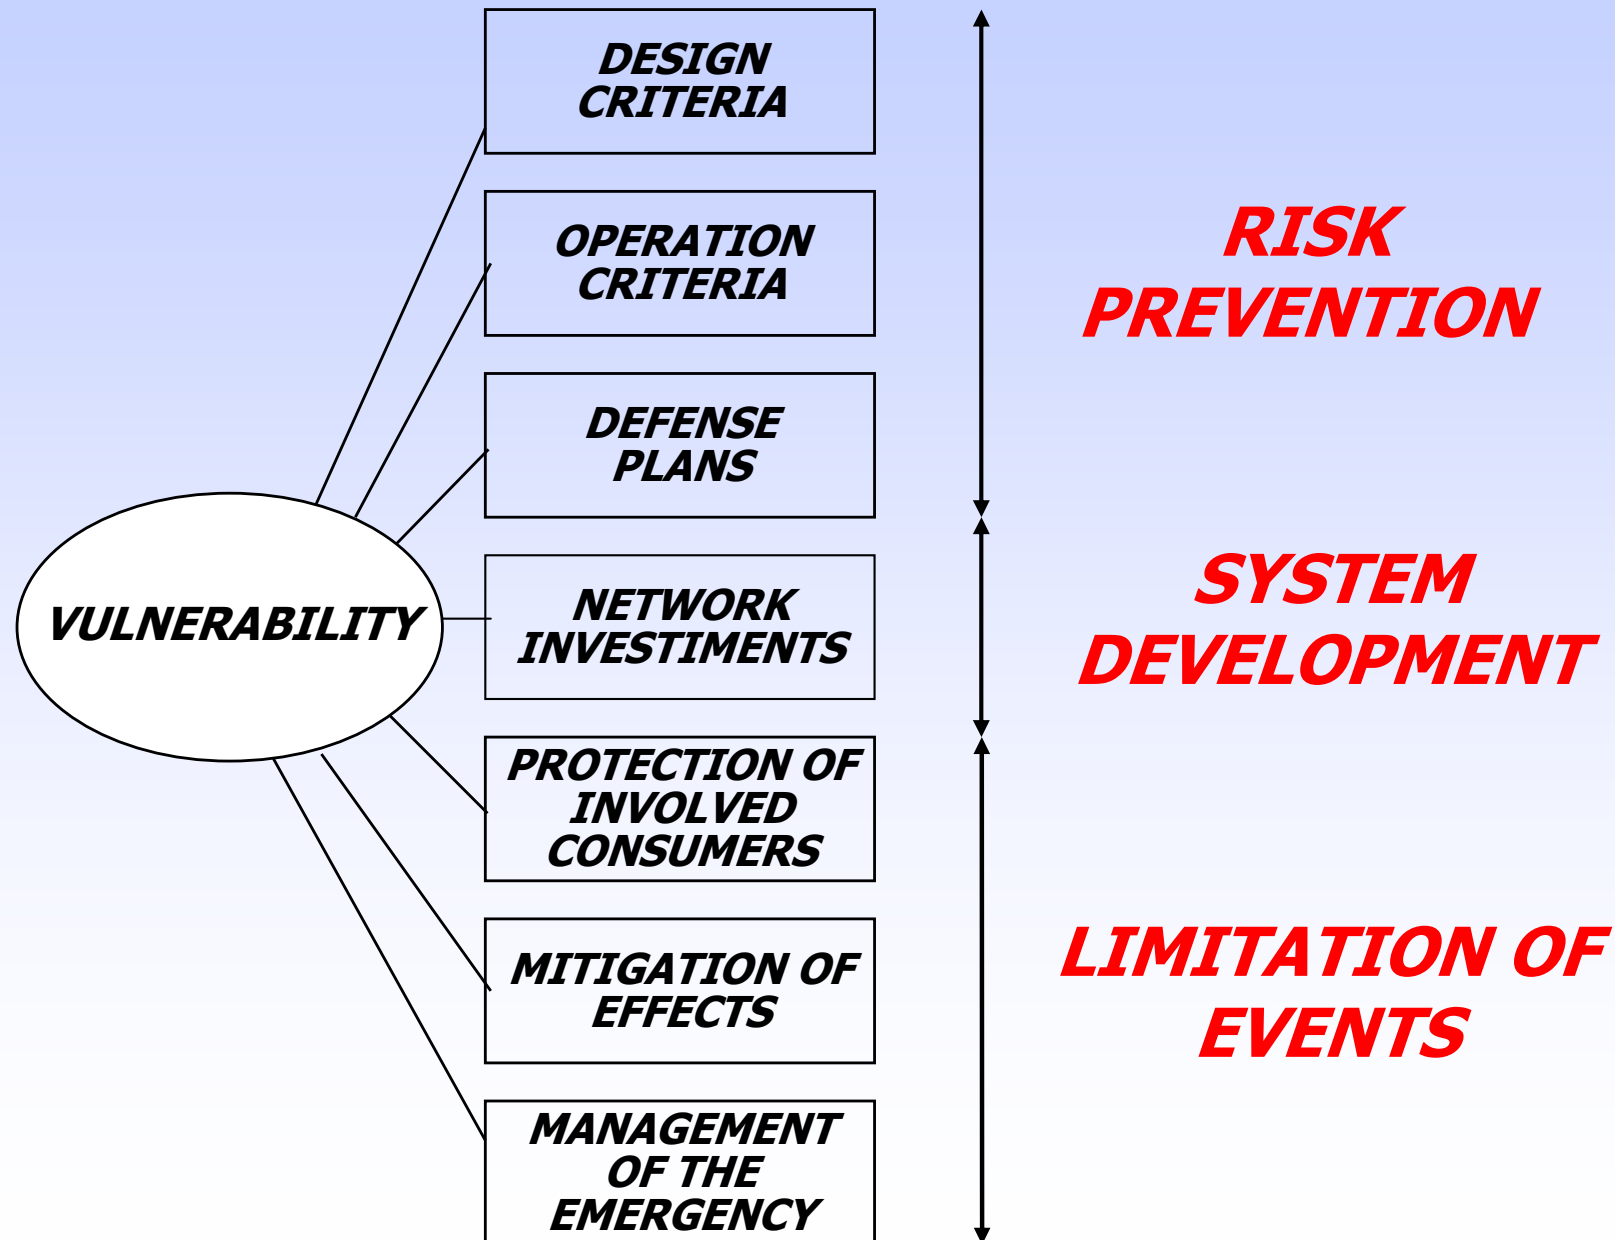 DESIGN
CRITERIA
OPERATION
CRITERIA
DEFENSE
PLANS
VULNERABILITY
NETWORK
INVESTIMENTS
PROTECTION OF
INVOLVED
CONSUMERS
MITIGATION OF
EFFECTS
MANAGEMENT
OF THE
EMERGENCY
RISK
PREVENTION
SYSTEM
DEVELOPMENT
LIMITATION OF
EVENTS